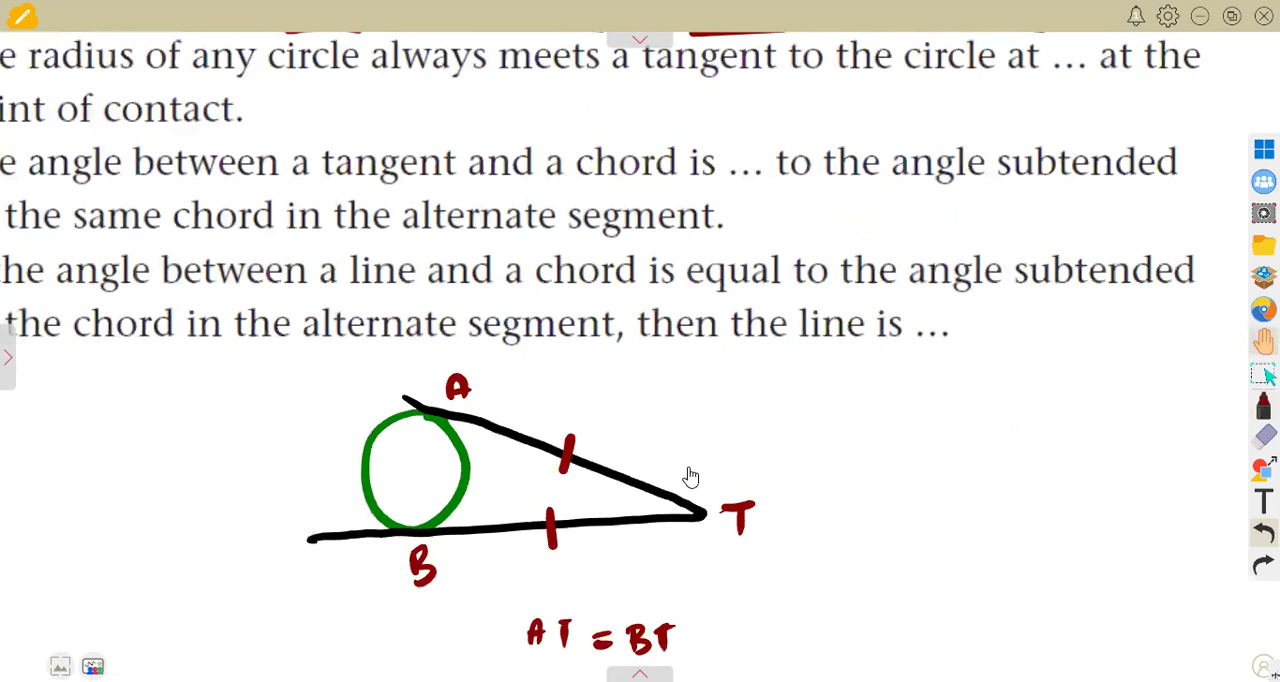 e radius of any circle always meets a tangent to the circle at ... at the
int of contact.
e angle between a tangent and a chord is ... to the angle subtended
the same chord in the alternate segment.
he angle between a line and a chord is equal to the angle subtended
the chord in the alternate segment, then the line is ...
A
T
B
AT = BT
T